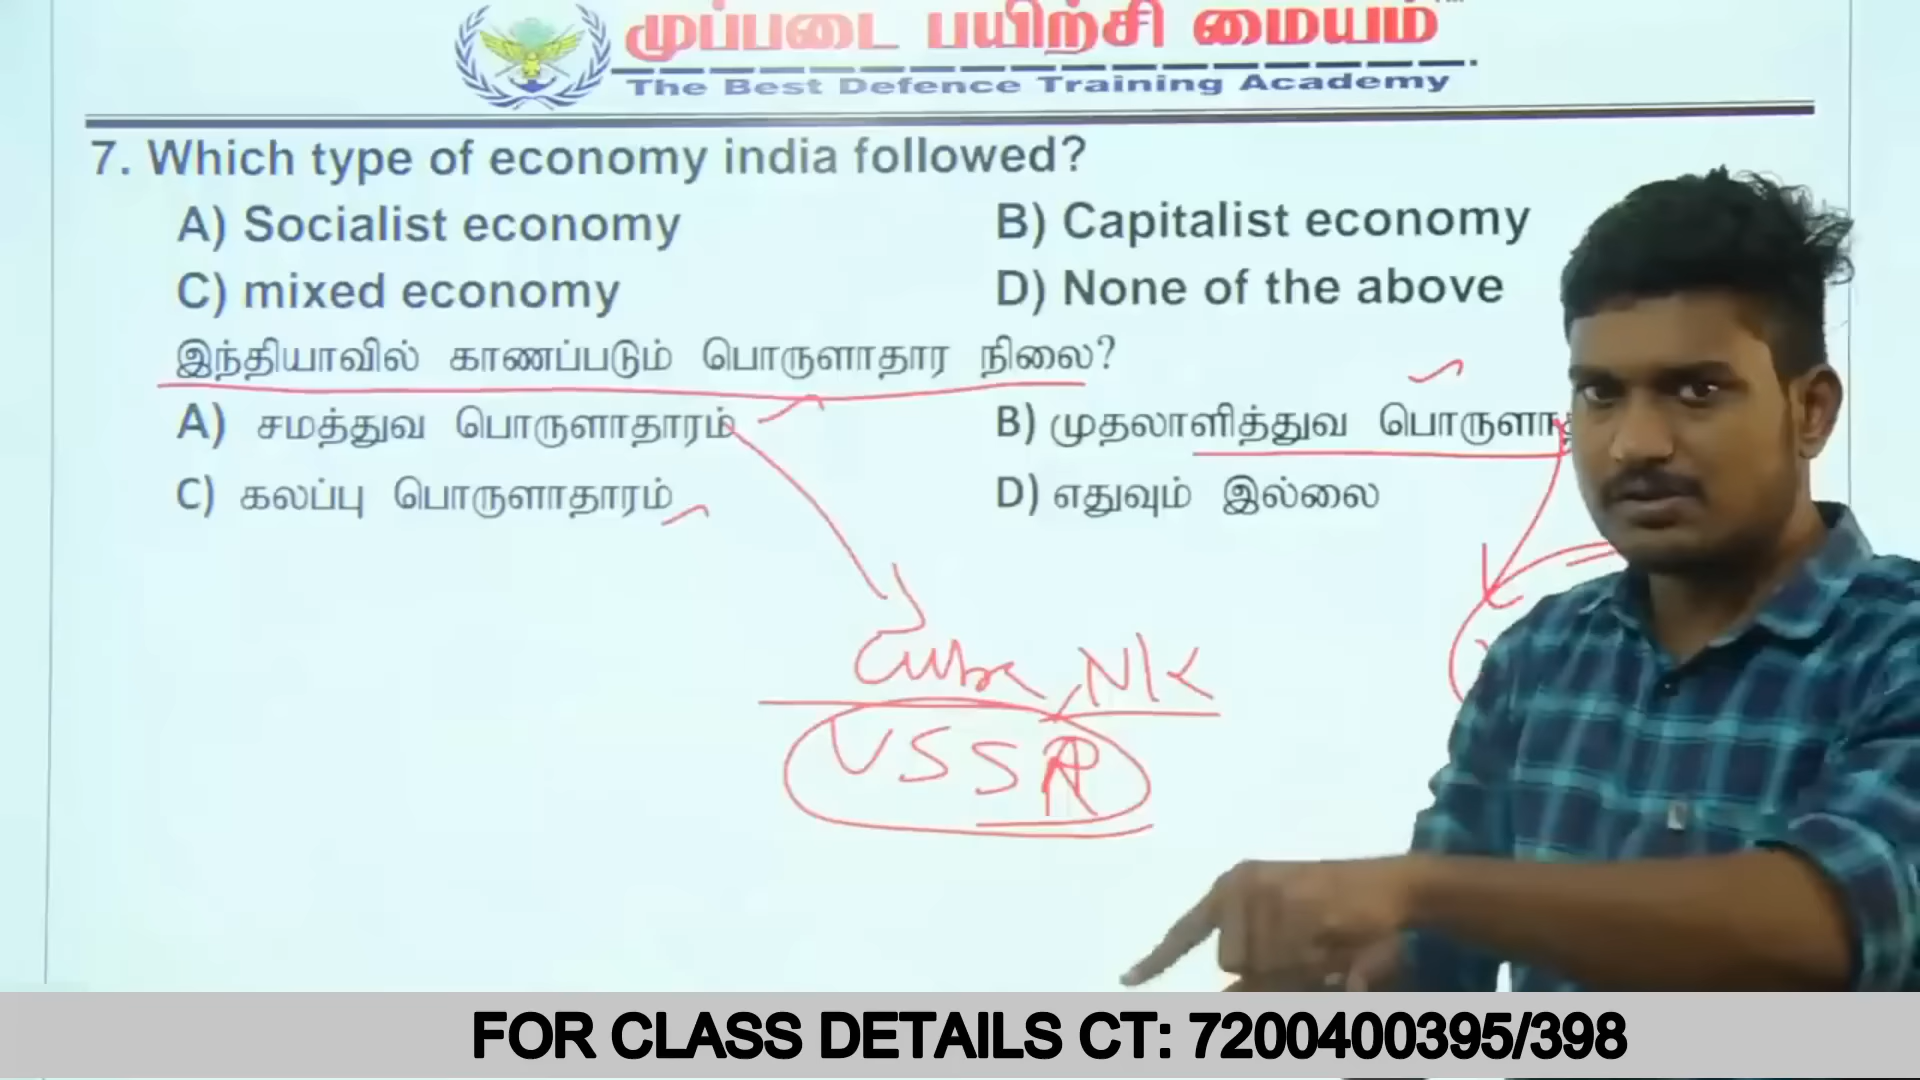 முப்படை பயிற்சி மையம்
The Best Defence Training Academy
7. Which type of economy india followed?
A) Socialist economy B) Capitalist economy
C) mixed economy D) None of the above
இந்தியாவில் காணப்படும் பொருளாதார நிலை?
A) சமத்துவ பொருளாதாரம் B) முதலாளித்துவ
C) கலப்பு பொருளாதாரம் D) எதுவும் இல்லை
Cuba, NK
USSR
FOR CLASS DETAILS CT: 7200400395/398